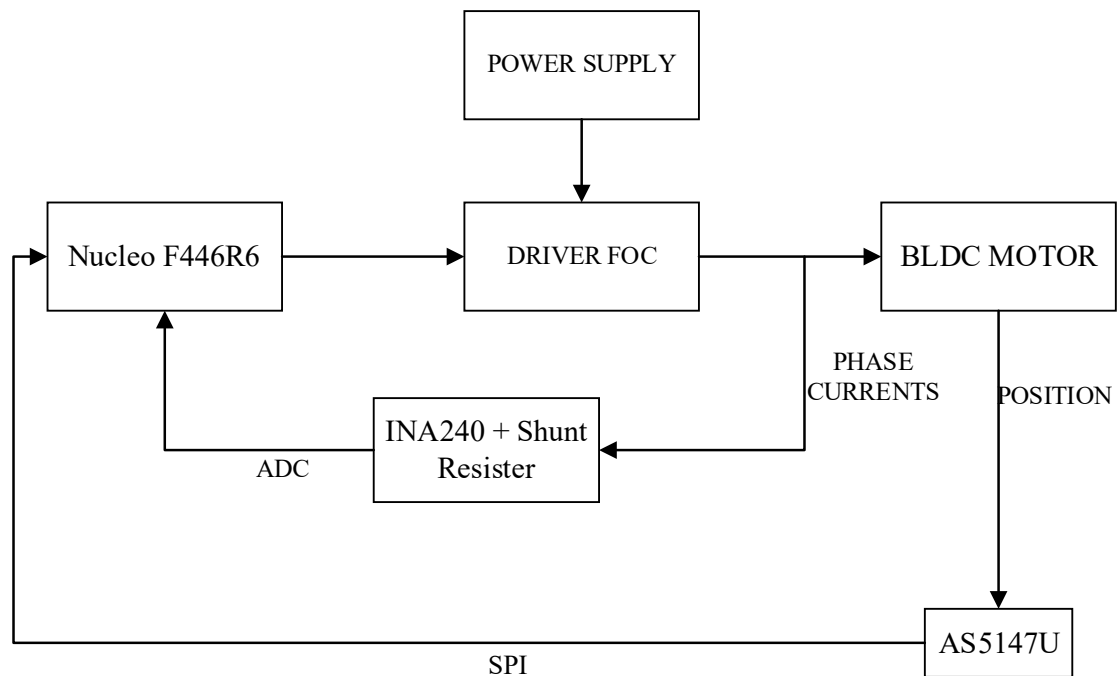 POWER SUPPLY
Nucleo F446R6
DRIVER FOC
BLDC MOTOR
PHASE
CURRENTS
POSITION
INA240 + Shunt
Resister
ADC
AS5147U
SPI